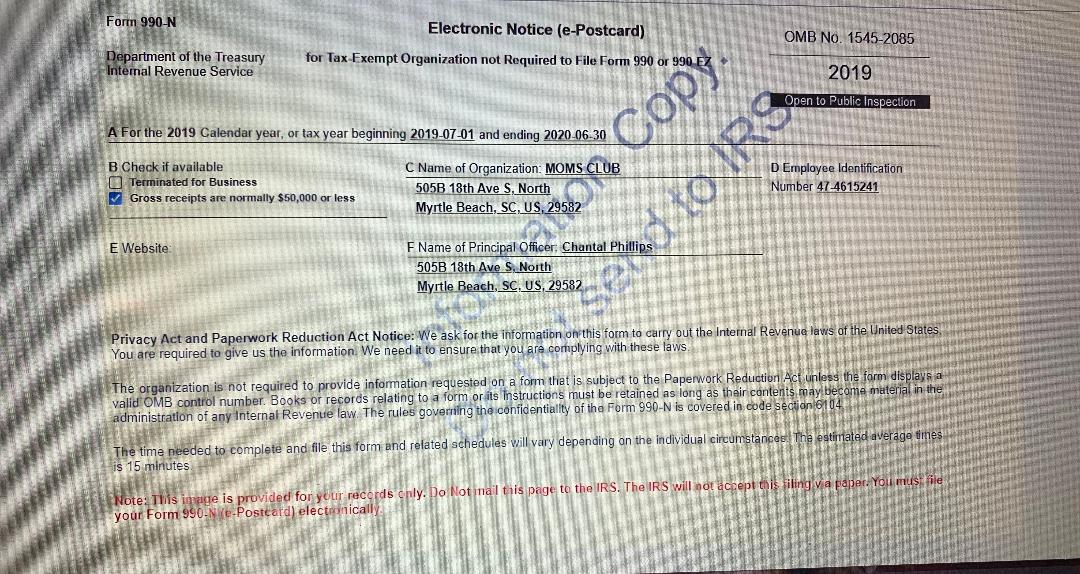 Form 990-N
Electronic Notice (e-Postcard)
OMB No. 1545-2085
Department of the Treasury
Internal Revenue Service
for Tax-Exempt Organization not Required to File Form 990 or 990-EZ
2019
Open to Public Inspection
A For the 2019 Calendar year, or tax year beginning 2019-07-01 and ending 2020-06-30
B Check if available
Terminated for Business
Gross receipts are normally $50,000 or less
C Name of Organization: MOMS CLUB
505B 18th Ave S, North
Myrtle Beach, SC, US, 29582
D Employee Identification
Number 47-4615241
E Website:
F Name of Principal Officer: Chantal Phillips
505B 18th Ave S, North
Myrtle Beach, SC, US, 29582
Privacy Act and Paperwork Reduction Act Notice: We ask for the information on this form to carry out the Internal Revenue laws of the United States.
You are required to give us the information. We need it to ensure that you are complying with these laws.
The organization is not required to provide information requested on a form that is subject to the Paperwork Reduction Act unless the form displays a
valid OMB control number. Books or records relating to a form or its instructions must be retained as long as their contents may become material in the
administration of any Internal Revenue law. The rules governing the confidentiality of the Form 990-N is covered in code section 6104.
The time needed to complete and file this form and related schedules will vary depending on the individual circumstances. The estimated average times
is 15 minutes.
Note: This image is provided for your records only. Do Not mail this page to the IRS. The IRS will not accept this filing via paper. You must file
your Form 990-N (e-Postcard) electronically.
Information Copy.
Do not send to IRS